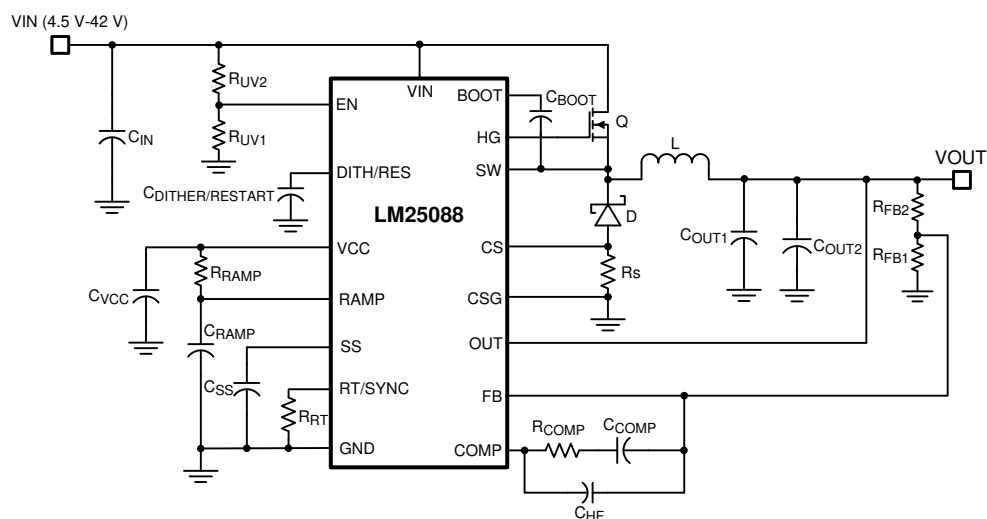 VIN (4.5 V-42 V)
RUV2
RUV1
CIN
EN
VIN
BOOT
CBOOT
HG
Q
SW
L
VOUT
DITH/RES
CDITHER/RESTART
LM25088
D
RFB2
RFB1
COUT1
COUT2
VCC
CS
RRAMP
Rs
CVCC
RAMP
CSG
CRAMP
SS
OUT
CSS
RT/SYNC
FB
RRT
GND
COMP
RCOMP
CCOMP
CHF